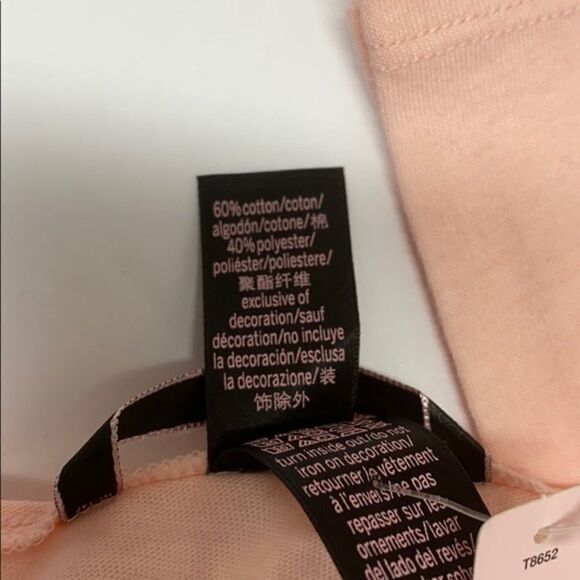 60% cotton/coton/
algodón/cotone/棉
40% polyester/
poliéster/poliestere/
聚酯纤维
exclusive of
decoration/sauf
décoration/no incluye
la decoración/esclusa
la decorazione/装
饰除外
turn inside out/do not
iron on decoration/
retourner le vêtement
à l'envers/ne pas
repasser sur les
ornements/lavar
del lado del revés/
T8652